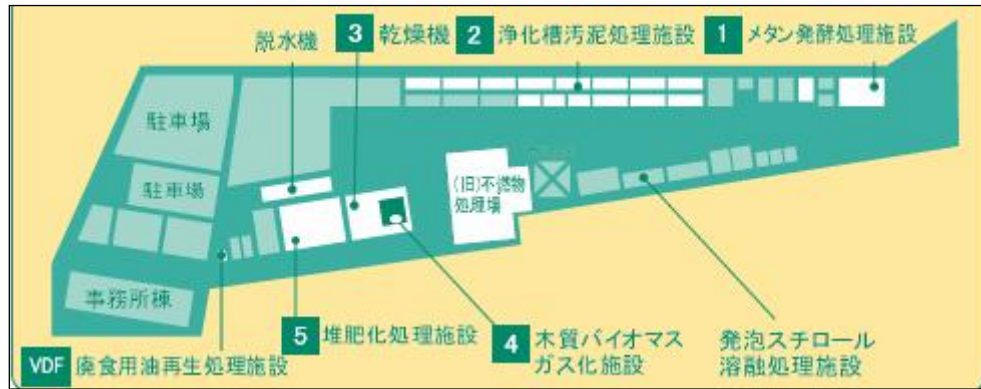 脱水機
3 乾燥機
2 浄化槽汚泥処理施設
1 メタン発酵処理施設
駐車場
駐車場
(旧)不燃物
処理場
事務所棟
5 堆肥化処理施設
4 木質バイオマス
ガス化施設
発泡スチロール
溶融処理施設
VDF 廃食用油再生処理施設